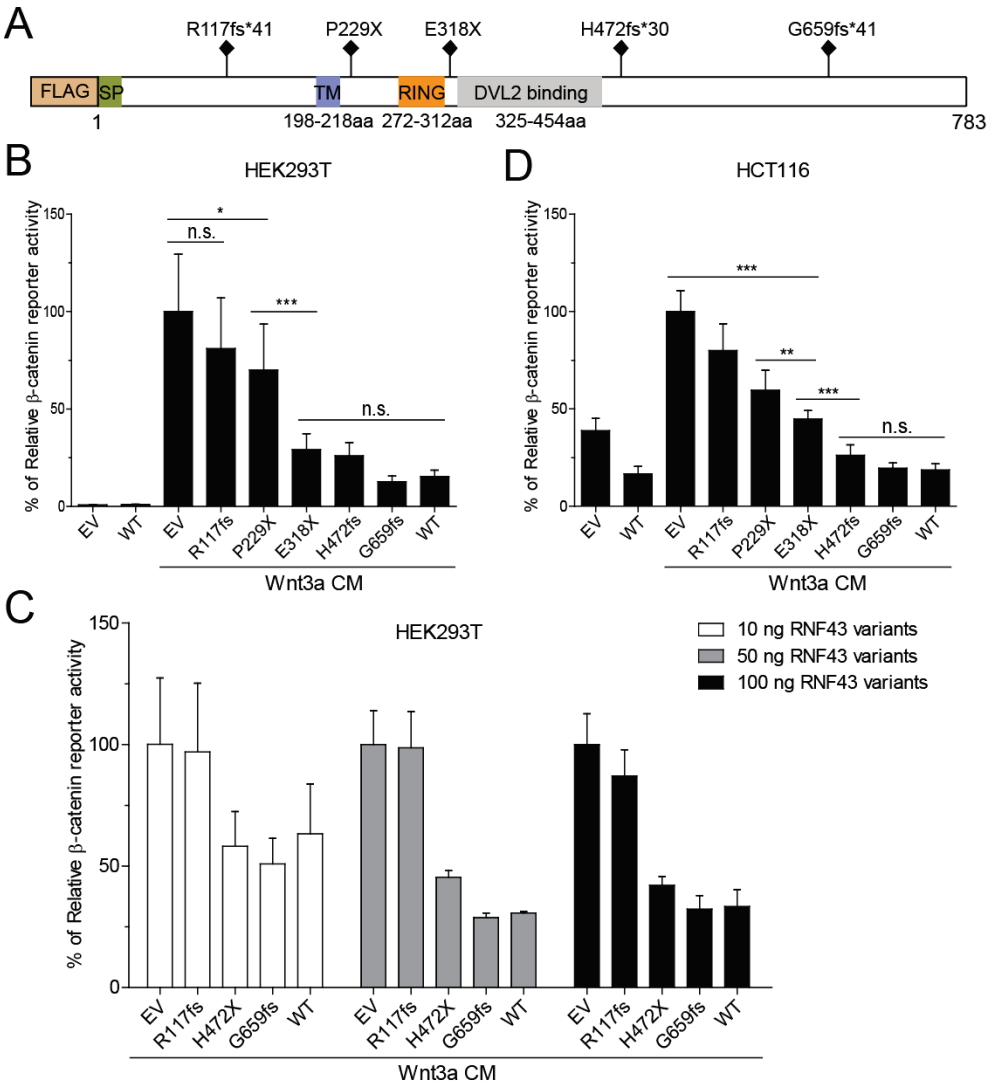 A
R117fs*41 P229X E318X H472fs*30 G659fs*41
FLAG SP TM RING DVL2 binding
1 198-218aa 272-312aa 325-454aa 783
B
HEK293T
% of Relative β-catenin reporter activity
150
100
50
0
*
n.s.
***
n.s.
EV WT EV R117fs P229X E318X H472fs G659fs WT
Wnt3a CM
D
HCT116
% of Relative β-catenin reporter activity
150
100
50
0
***
**
***
n.s.
EV WT EV R117fs P229X E318X H472fs G659fs WT
Wnt3a CM
C
HEK293T
10 ng RNF43 variants
50 ng RNF43 variants
100 ng RNF43 variants
% of Relative β-catenin reporter activity
150
100
50
0
EV R117fs H472X G659fs WT EV R117fs H472X G659fs WT EV R117fs H472X G659fs WT
Wnt3a CM